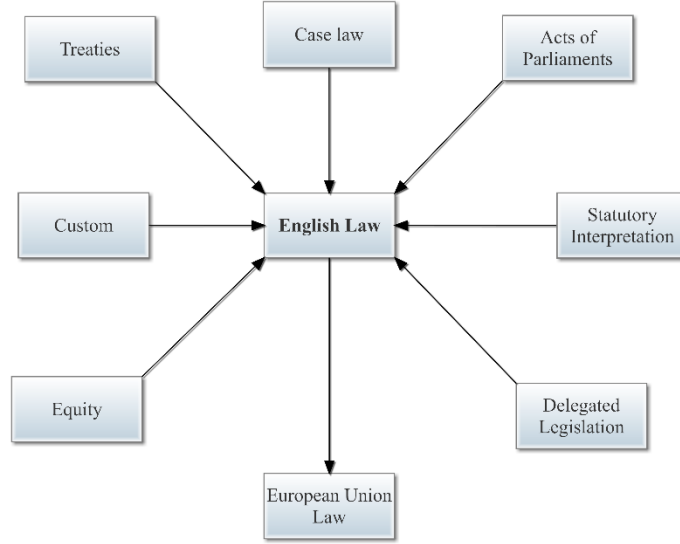 Treaties
Case law
Acts of
Parliaments
Custom
English Law
Statutory
Interpretation
Equity
European Union
Law
Delegated
Legislation